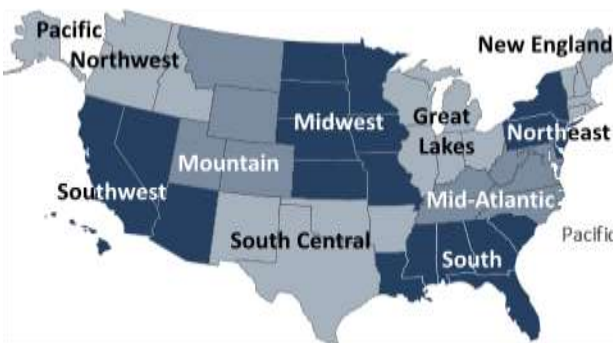 Pacific
Northwest
New England
Great
Lakes
Midwest
Northeast
Mountain
Southwest
Mid-Atlantic
South Central
Pacific
South